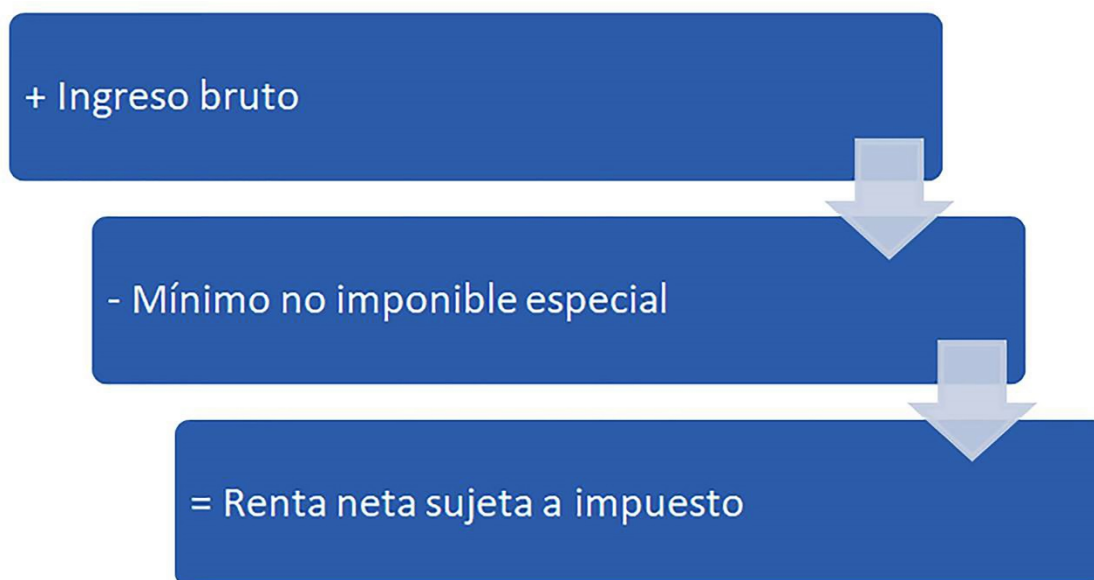 + Ingreso bruto
- Mínimo no imponible especial
= Renta neta sujeta a impuesto